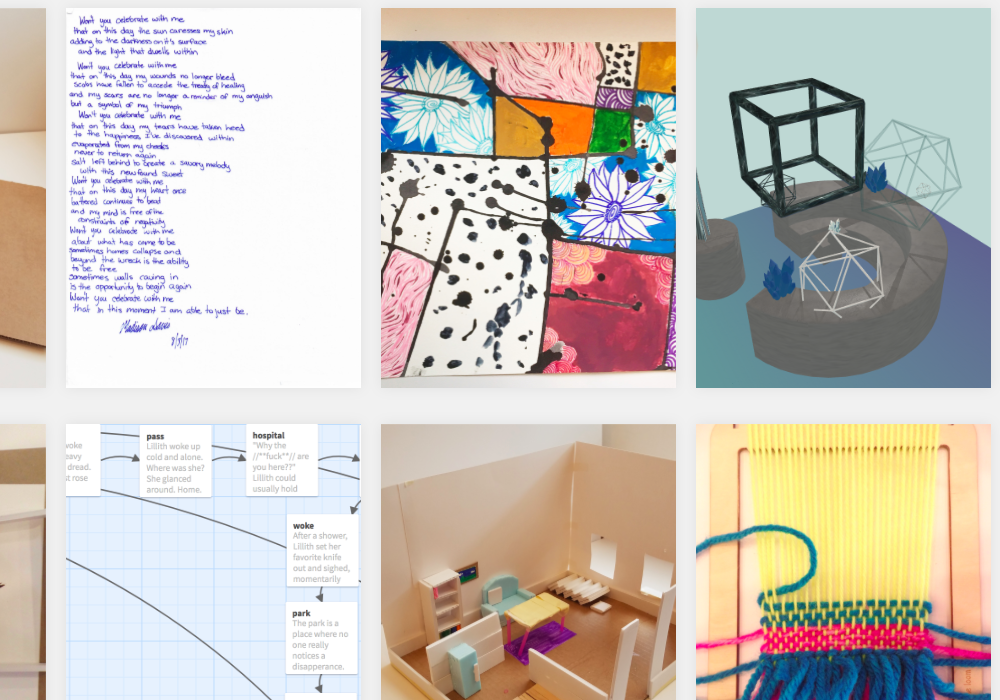 Won't you celebrate with me
that on this day the sun caresses my skin
adding to the darkness on it's surface
and the light that dwells within
Won't you celebrate with me
that on this day my wounds no longer bleed
scabs have fallen to accede the treaty of healing
and my scars are no longer a reminder of my anguish
but a symbol of my triumph
Won't you celebrate with me
that on this day my tears have taken heed
to the happiness I've discovered within
evaporated from my cheeks
never to return again
salt left behind to create a savory melody
with this newfound sweet
Won't you celebrate with me
that on this day my heart once
battered continues to bead
and my mind is free of the
constraints of negativity
Won't you celebrate with me
about what has come to be
sometimes homes collapse and
beyond the wreck is the ability
to be free
sometimes walls caving in
is the opportunity to begin again
Won't you celebrate with me
that in this moment I am able to just be.
woke
eavy
dread.
st rose
pass
Lillith woke up
cold and alone.
Where was she?
She glanced
around. Home.
hospital
"Why the
//"fuck"// are
you here??"
Lillith could
usually hold
woke
After a shower,
Lillith set her
favorite knife
out and sighed,
momentarily
park
The park is a
place where no
one really
notices a
disapperance.